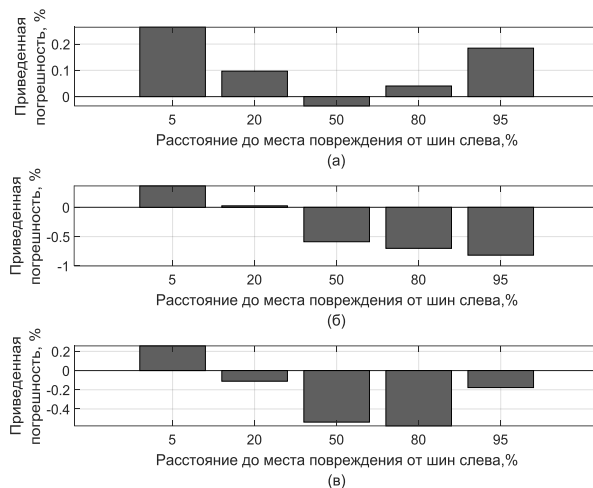 Приведенная
погрешность, %
0.2
0.1
0
5 20 50 80 95
Расстояние до места повреждения от шин слева,%
(а)
Приведенная
погрешность, %
0
-0.5
-1
5 20 50 80 95
Расстояние до места повреждения от шин слева,%
(б)
Приведенная
погрешность, %
0.2
0
-0.2
-0.4
5 20 50 80 95
Расстояние до места повреждения от шин слева,%
(в)